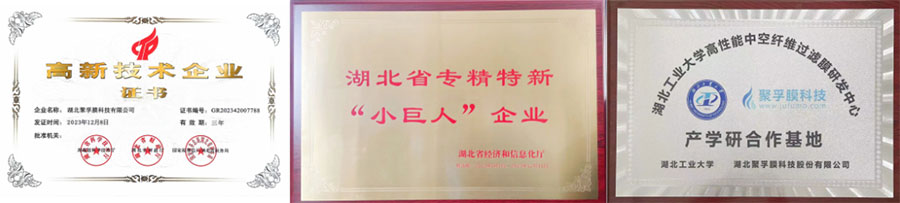 高新技术企业
证书
企业名称：湖北聚孚膜科技有限公司
证书编号：GR202342007788
发证时间：2023年12月8日
有效期：三年
批准机关：
湖北省专精特新
“小巨人”企业
湖北省经济和信息化厅
湖北工业大学高性能中空纤维过滤膜研发中心
聚孚膜科技
产学研合作基地
湖北工业大学
湖北聚孚膜科技股份有限公司